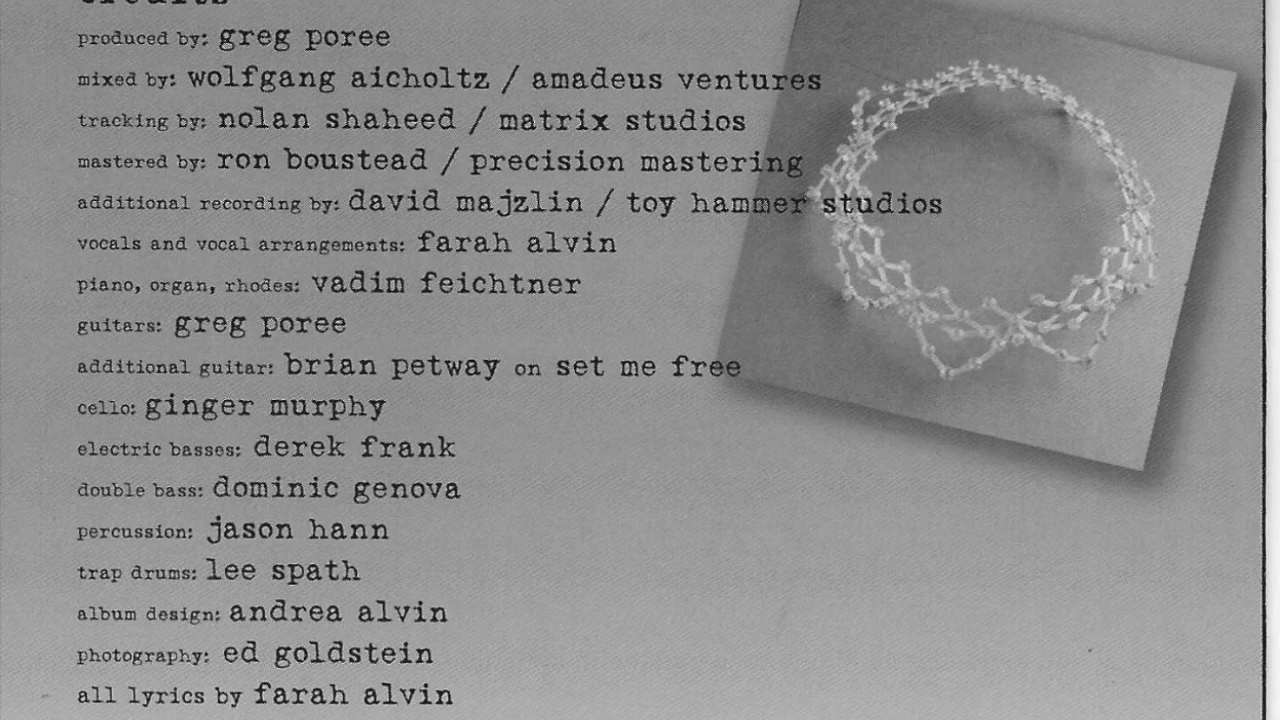 credits
produced by: greg poree
mixed by: wolfgang aicholtz / amadeus ventures
tracking by: nolan shaheed / matrix studios
mastered by: ron boustead / precision mastering
additional recording by: david majzlin / toy hammer studios
vocals and vocal arrangements: farah alvin
piano, organ, rhodes: vadim feichtner
guitars: greg poree
additional guitar: brian petway on set me free
cello: ginger murphy
electric basses: derek frank
double bass: dominic genova
percussion: jason hann
trap drums: lee spath
album design: andrea alvin
photography: ed goldstein
all lyrics by farah alvin